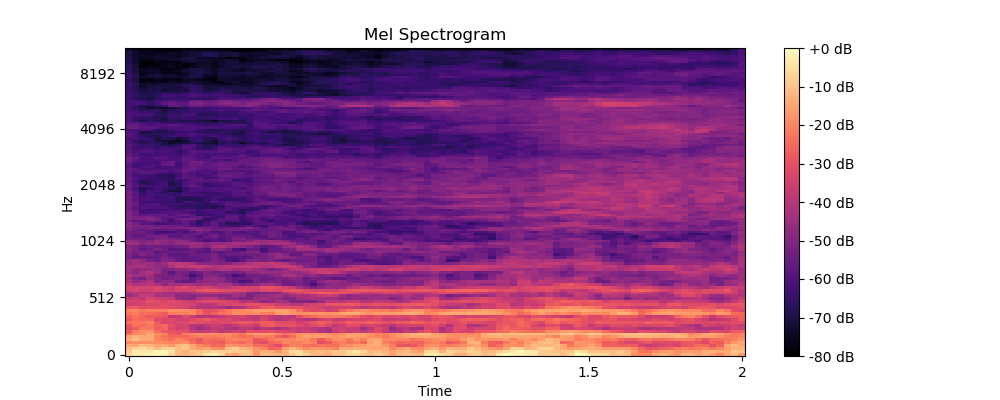 Mel Spectrogram
Hz
8192
4096
2048
1024
512
0
0 0.5 1 1.5 2
Time
+0 dB
-10 dB
-20 dB
-30 dB
-40 dB
-50 dB
-60 dB
-70 dB
-80 dB